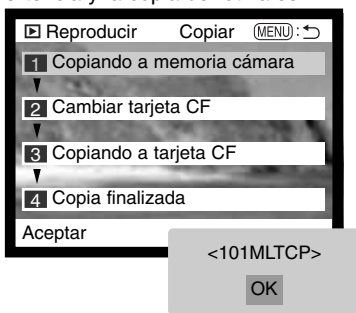 Reproducir Copiar MENU :
1 Copiando a memoria cámara
2 Cambiar tarjeta CF
3 Copiando a tarjeta CF
4 Copia finalizada
Aceptar
<101MLTCP>
OK